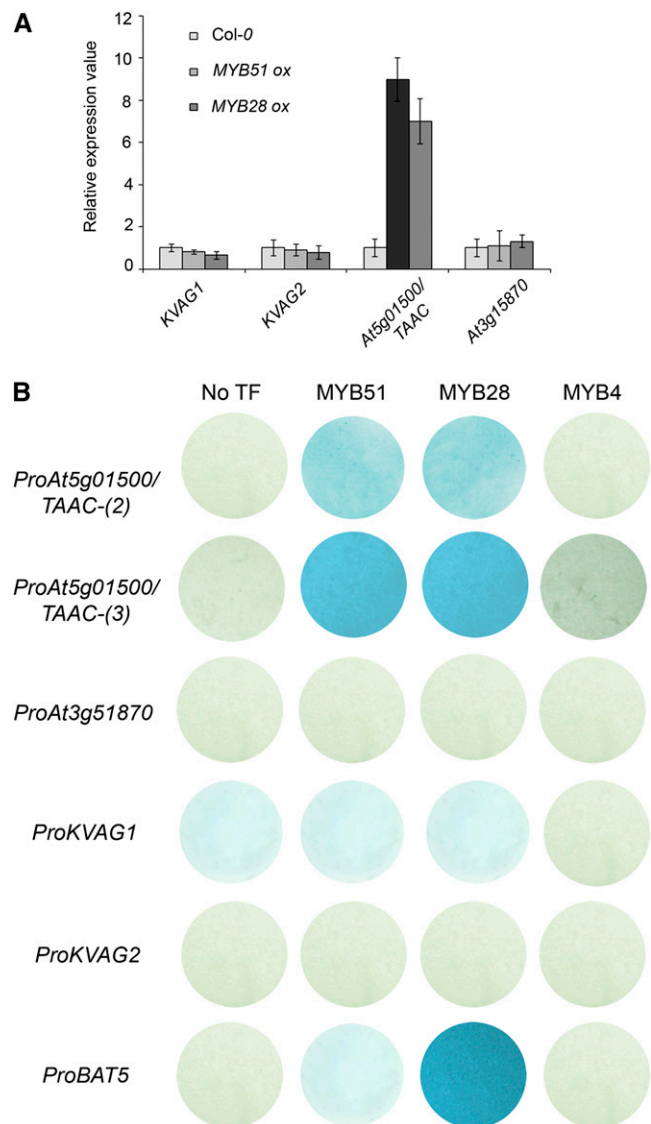 A
Relative expression value
12
10
8
6
4
2
0
Col-0
MYB51 ox
MYB28 ox
KVAG1
KVAG2
At5g01500/
TAAC
At3g15870
B
No TF MYB51 MYB28 MYB4
ProAt5g01500/
TAAC-(2)
ProAt5g01500/
TAAC-(3)
ProAt3g51870
ProKVAG1
ProKVAG2
ProBAT5